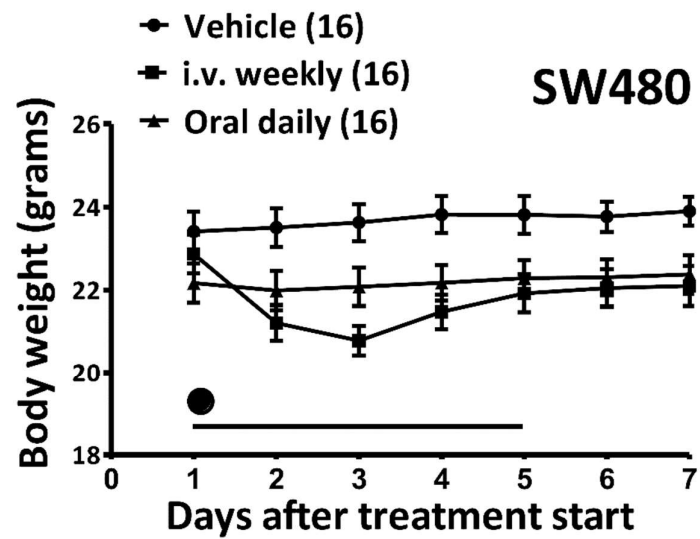 Vehicle (16)
i.v. weekly (16)
Oral daily (16)
SW480
Body weight (grams)
26
24
22
20
18
0 1 2 3 4 5 6 7
Days after treatment start